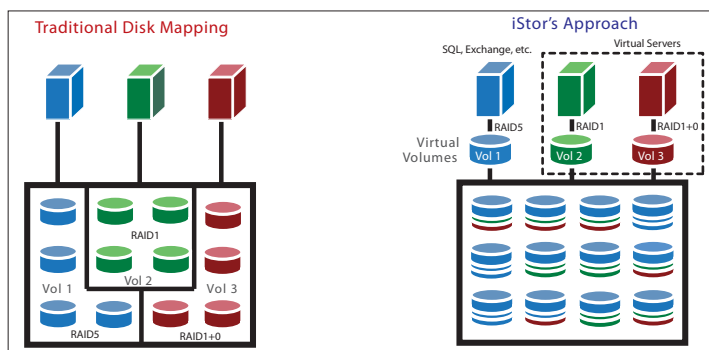 Traditional Disk Mapping
RAID1
Vol 1
Vol 2
Vol 3
RAID5
RAID1+0
iStor's Approach
SQL, Exchange, etc.
Virtual Servers
RAID5
RAID1
RAID1+0
Virtual
Volumes
Vol 1
Vol 2
Vol 3